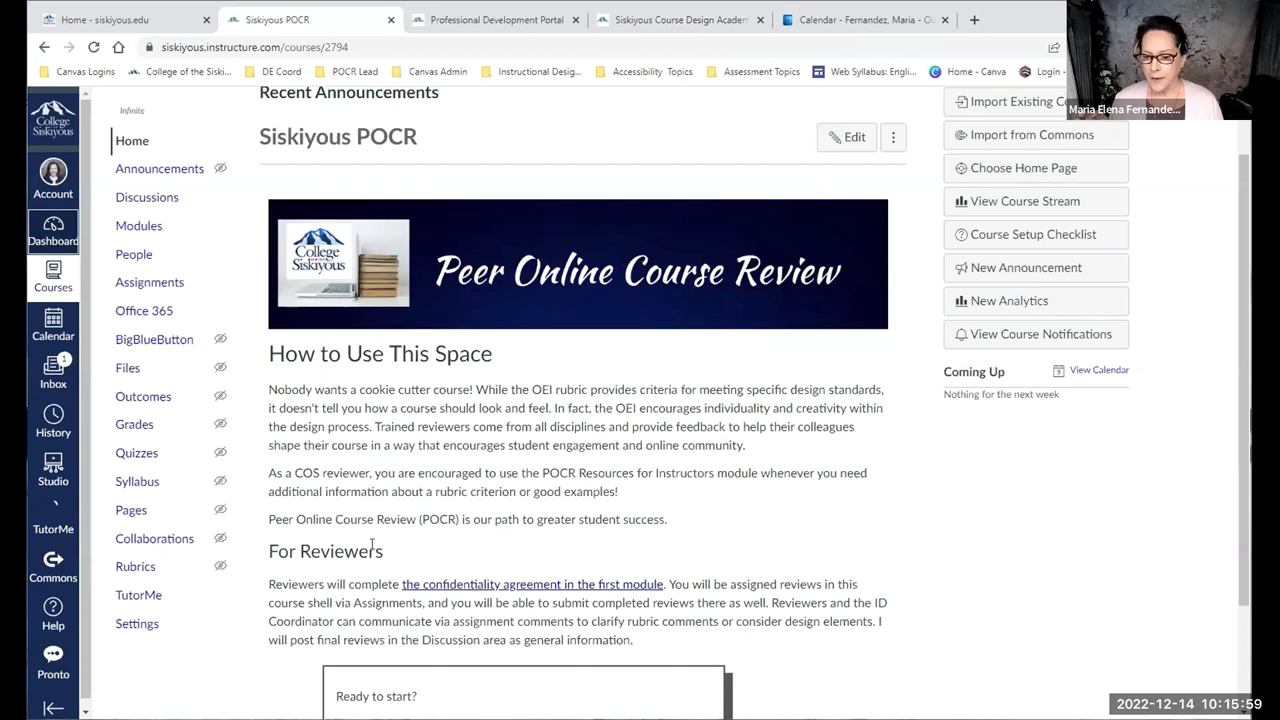 Home - siskiyous.edu
Siskiyous POCR
Professional Development Portal
Siskiyous Course Design Academ
Calendar - Fernandez, Maria - Ou
siskiyous.instructure.com/courses/2794
Canvas Logins
College of the Siski...
DE Coord
POCR Lead
Canvas Admin
Instructional Desig...
Accessibility Topics
Assessment Topics
Web Syllabus: Engli...
Home - Canva
Login -
Maria Elena Fernande...
COLLEGE OF THE SISKIYOUS
Account
Dashboard
Courses
Calendar
1
Inbox
History
Studio
TutorMe
Commons
Help
Pronto
Infinite
Home
Announcements
Discussions
Modules
People
Assignments
Office 365
BigBlueButton
Files
Outcomes
Grades
Quizzes
Syllabus
Pages
Collaborations
Rubrics
TutorMe
Settings
Recent Announcements
Siskiyous POCR
Edit
COLLEGE OF THE SISKIYOUS
Peer Online Course Review
How to Use This Space
Nobody wants a cookie cutter course! While the OEI rubric provides criteria for meeting specific design standards,
it doesn't tell you how a course should look and feel. In fact, the OEI encourages individuality and creativity within
the design process. Trained reviewers come from all disciplines and provide feedback to help their colleagues
shape their course in a way that encourages student engagement and online community.
As a COS reviewer, you are encouraged to use the POCR Resources for Instructors module whenever you need
additional information about a rubric criterion or good examples!
Peer Online Course Review (POCR) is our path to greater student success.
For Reviewers
Reviewers will complete the confidentiality agreement in the first module. You will be assigned reviews in this
course shell via Assignments, and you will be able to submit completed reviews there as well. Reviewers and the ID
Coordinator can communicate via assignment comments to clarify rubric comments or consider design elements. I
will post final reviews in the Discussion area as general information.
Ready to start?
Import Existing Co
Import from Commons
Choose Home Page
View Course Stream
Course Setup Checklist
New Announcement
New Analytics
View Course Notifications
Coming Up
View Calendar
Nothing for the next week
2022-12-14 10:15:59